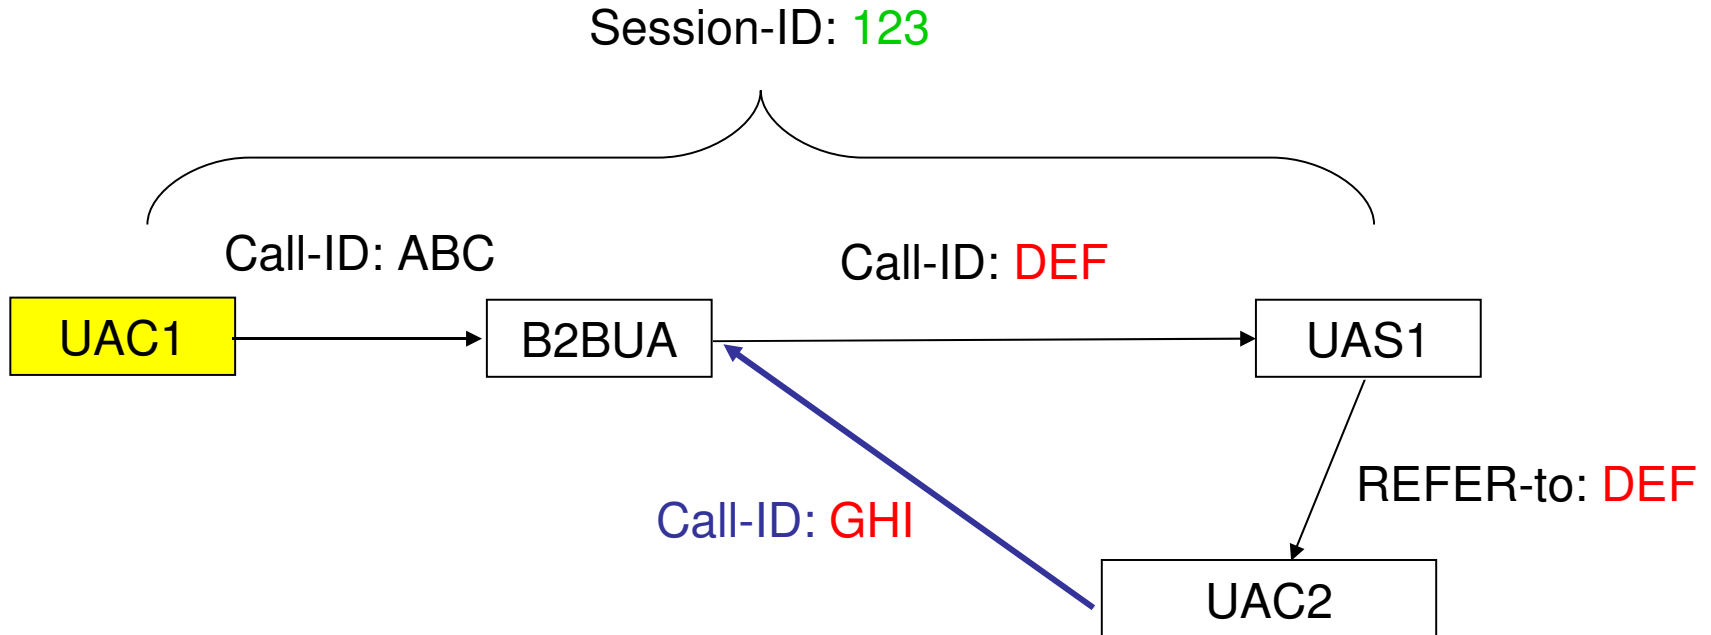 Session-ID: 123
Call-ID: ABC
Call-ID: DEF
UAC1
B2BUA
UAS1
REFER-to: DEF
Call-ID: GHI
UAC2